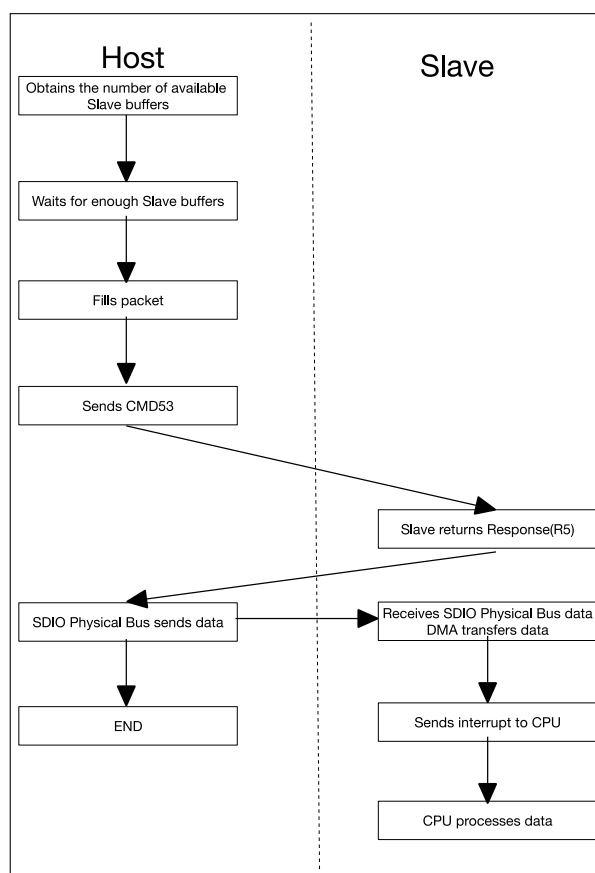 Host
Slave
Obtains the number of available
Slave buffers
Waits for enough Slave buffers
Fills packet
Sends CMD53
Slave returns Response(R5)
SDIO Physical Bus sends data
Receives SDIO Physical Bus data
DMA transfers data
END
Sends interrupt to CPU
CPU processes data